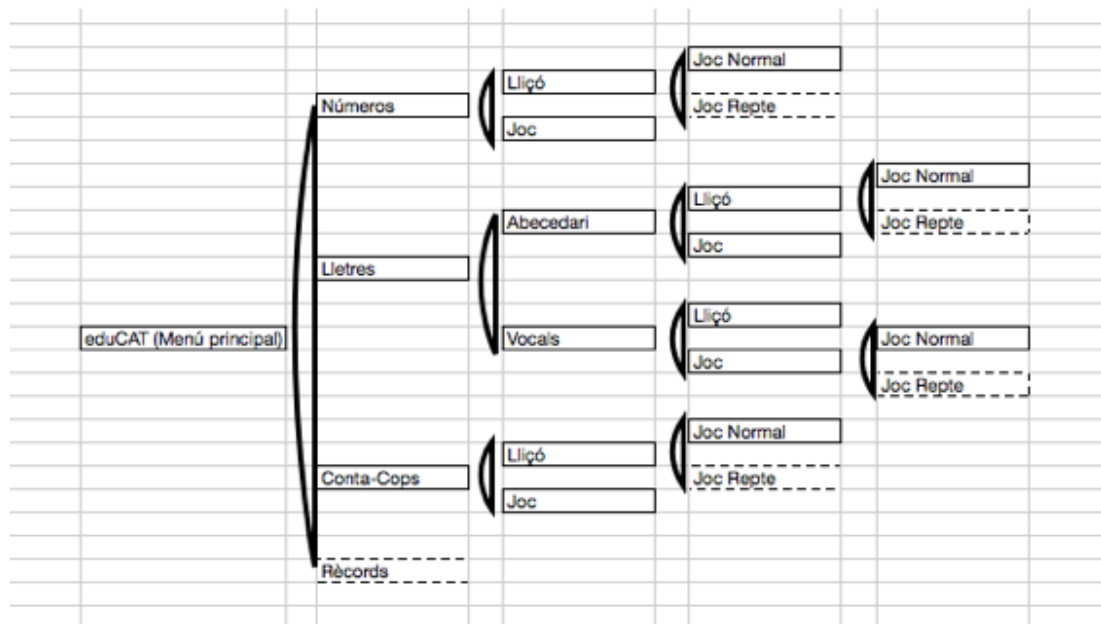 Joc Normal
Lliçó
Números
Joc Repte
Joc
Joc Normal
Lliçó
Abecedari
Joc Repte
Joc
Lletres
Lliçó
eduCAT (Menú principal)
Vocals
Joc Normal
Joc
Joc Repte
Joc Normal
Lliçó
Conta-Cops
Joc Repte
Joc
Rècords